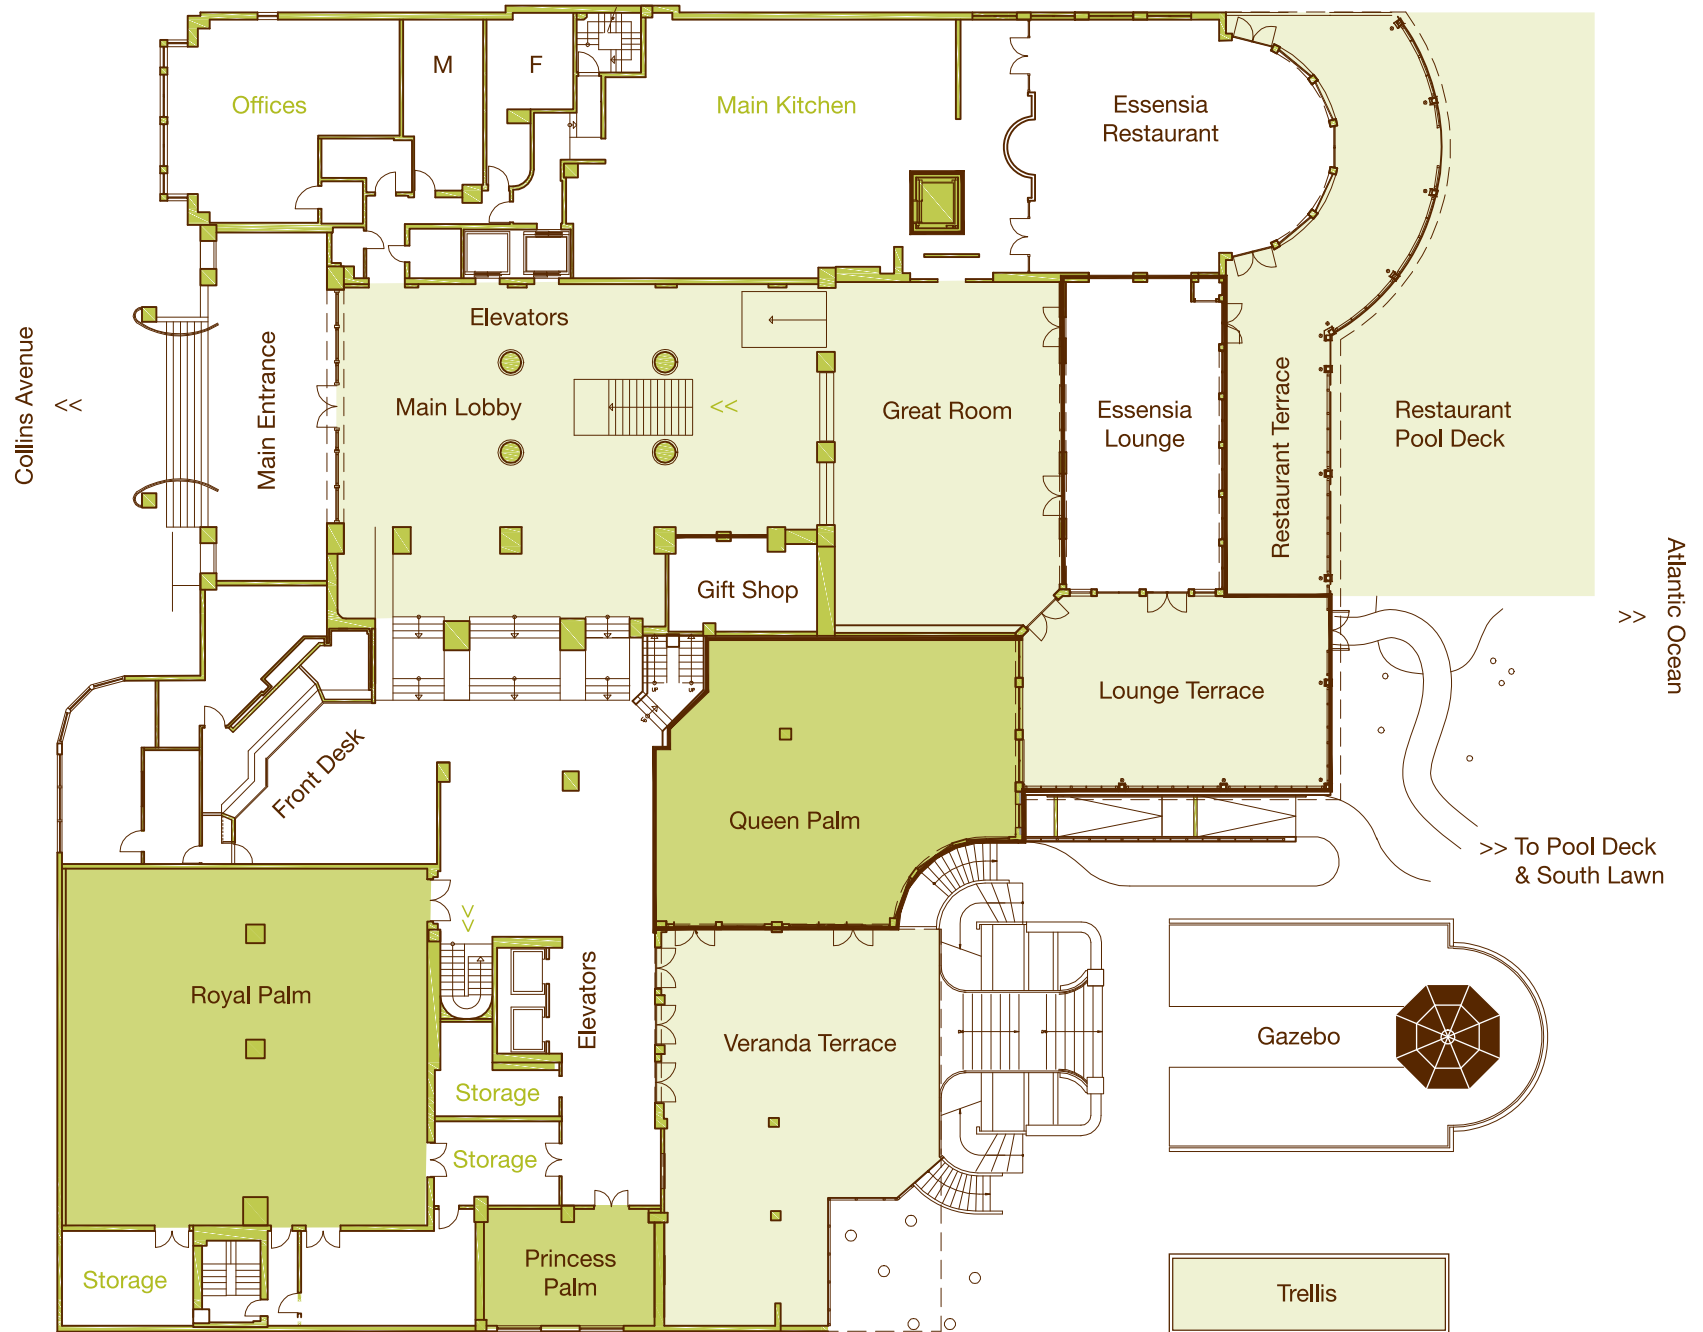 M
F
Offices
Main Kitchen
Essensia
Restaurant
Elevators
Collins Avenue
<<
Main Entrance
Main Lobby
<<
Great Room
Essensia
Lounge
Restaurant Terrace
Restaurant
Pool Deck
Gift Shop
>>
Atlantic Ocean
Lounge Terrace
UP
UP
Front Desk
Queen Palm
>> To Pool Deck
& South Lawn
>>
Royal Palm
Elevators
Veranda Terrace
Gazebo
Storage
Storage
Storage
Princess
Palm
Trellis